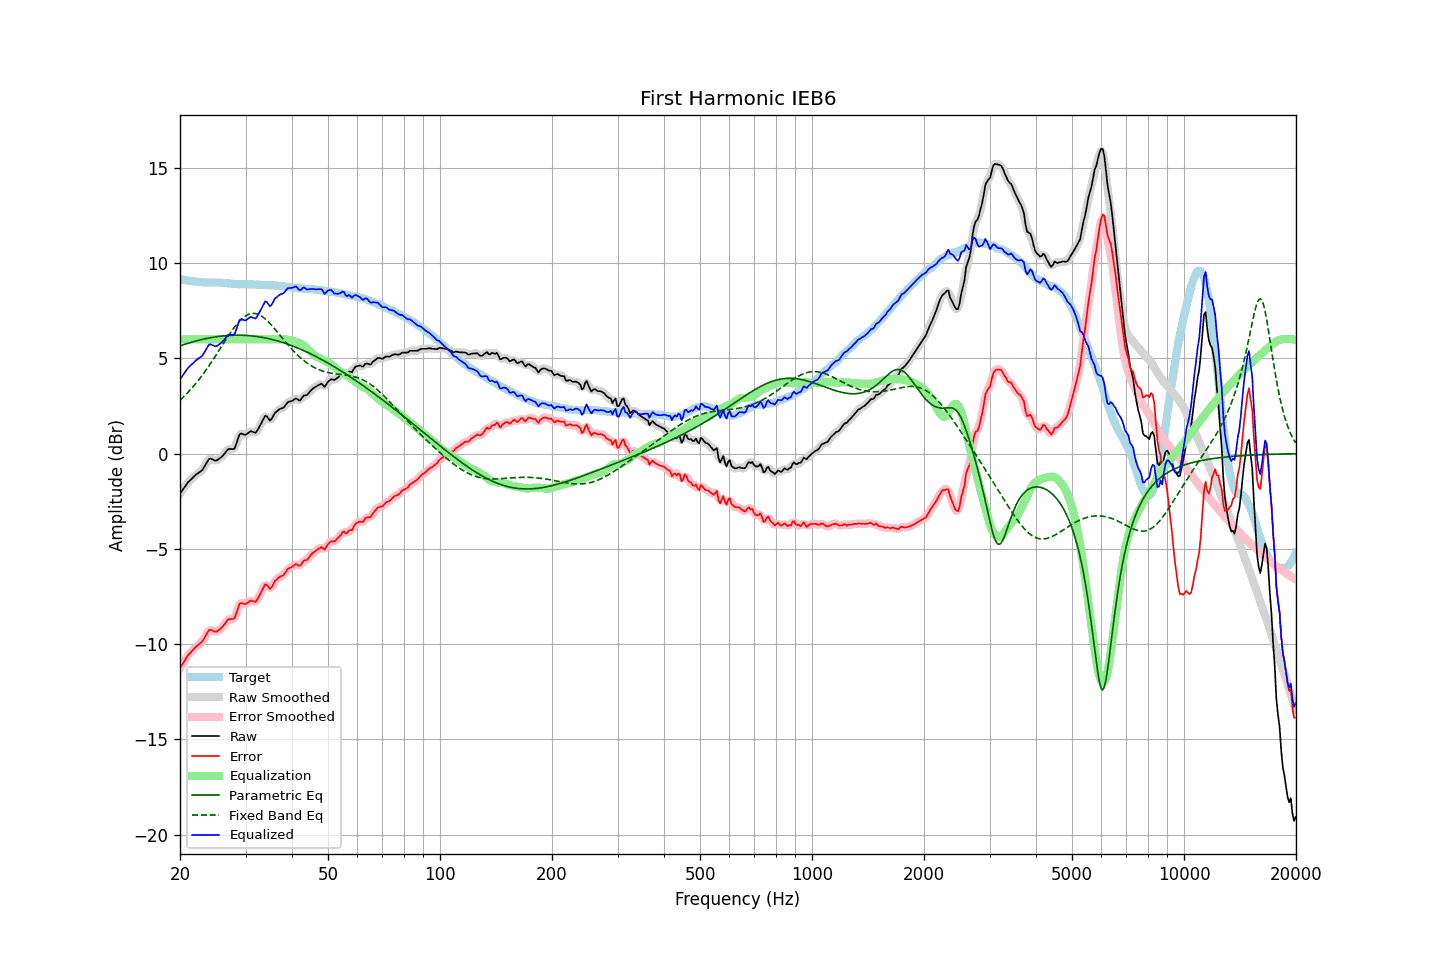 First Harmonic IEB6
15
10
5
0
−5
−10
−15
−20
Amplitude (dBr)
Target
Raw Smoothed
Error Smoothed
Raw
Error
Equalization
Parametric Eq
Fixed Band Eq
Equalized
20 50 100 200 500 1000 2000 5000 10000 20000
Frequency (Hz)